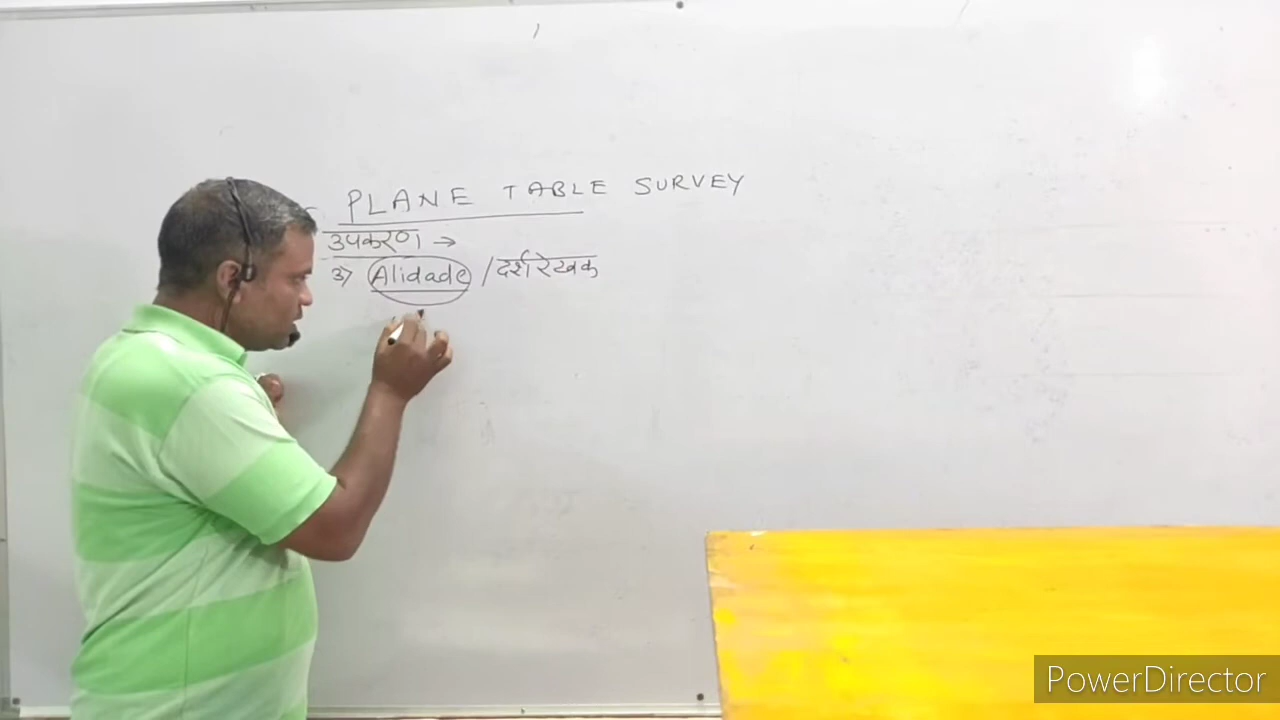 PLANE TABLE SURVEY
उपकरण →
3) Alidade / दर्शरेखक
PowerDirector